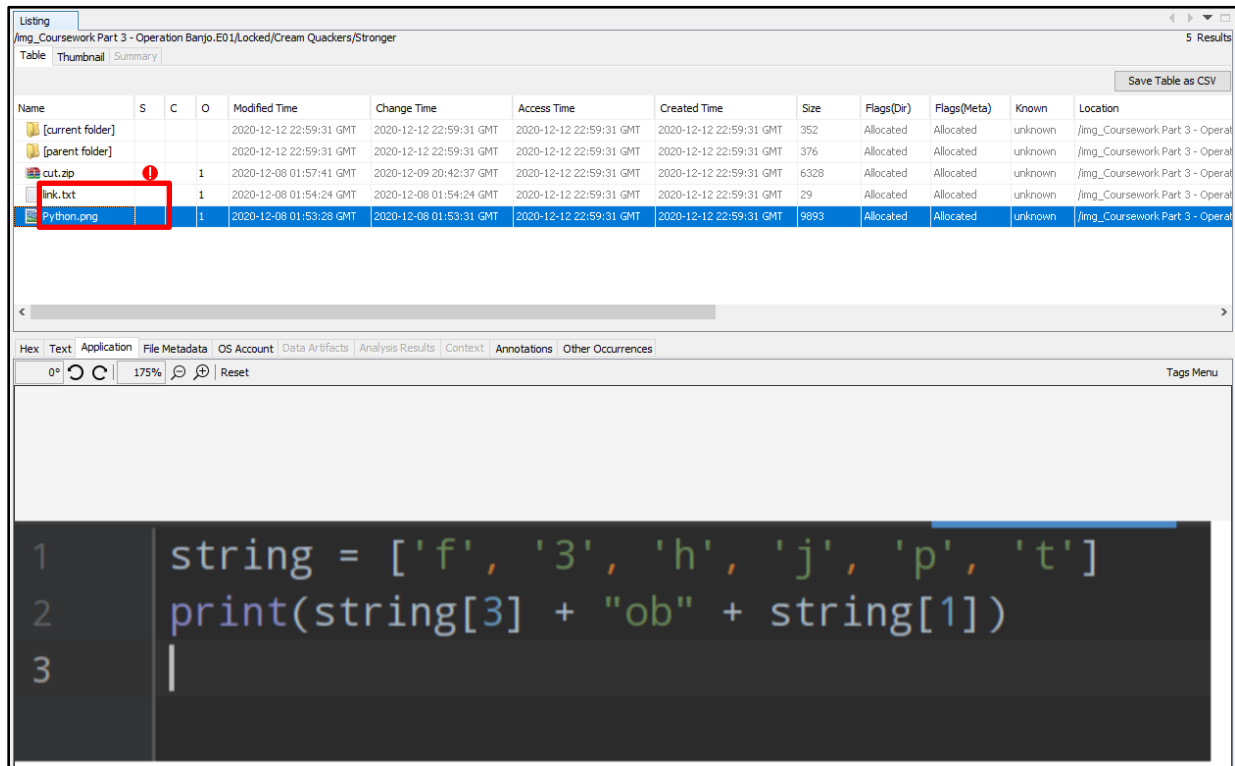 Listing
/img_Coursework Part 3 - Operation Banjo.E01/Locked/Cream Quackers/Stronger 5 Results
Table Thumbnail Summary
Save Table as CSV
Name S C O Modified Time Change Time Access Time Created Time Size Flags(Dir) Flags(Meta) Known Location
[current folder] 2020-12-12 22:59:31 GMT 2020-12-12 22:59:31 GMT 2020-12-12 22:59:31 GMT 2020-12-12 22:59:31 GMT 352 Allocated Allocated unknown /img_Coursework Part 3 - Operat
[parent folder] 2020-12-12 22:59:31 GMT 2020-12-12 22:59:31 GMT 2020-12-12 22:59:31 GMT 2020-12-12 22:59:31 GMT 376 Allocated Allocated unknown /img_Coursework Part 3 - Operat
cut.zip 1 2020-12-08 01:57:41 GMT 2020-12-09 20:42:39 GMT 2020-12-12 22:59:31 GMT 2020-12-12 22:59:31 GMT 6328 Allocated Allocated unknown /img_Coursework Part 3 - Operat
link.txt 1 2020-12-08 01:54:24 GMT 2020-12-08 01:54:24 GMT 2020-12-12 22:59:31 GMT 2020-12-12 22:59:31 GMT 29 Allocated Allocated unknown /img_Coursework Part 3 - Operat
Python.png 1 2020-12-08 01:53:28 GMT 2020-12-08 01:53:31 GMT 2020-12-12 22:59:31 GMT 2020-12-12 22:59:31 GMT 9893 Allocated Allocated unknown /img_Coursework Part 3 - Operat
Hex Text Application File Metadata OS Account Data Artifacts Analysis Results Context Annotations Other Occurrences
0° 175% Reset Tags Menu
1 string = ['f', '3', 'h', 'j', 'p', 't']
2 print(string[3] + "ob" + string[1])
3